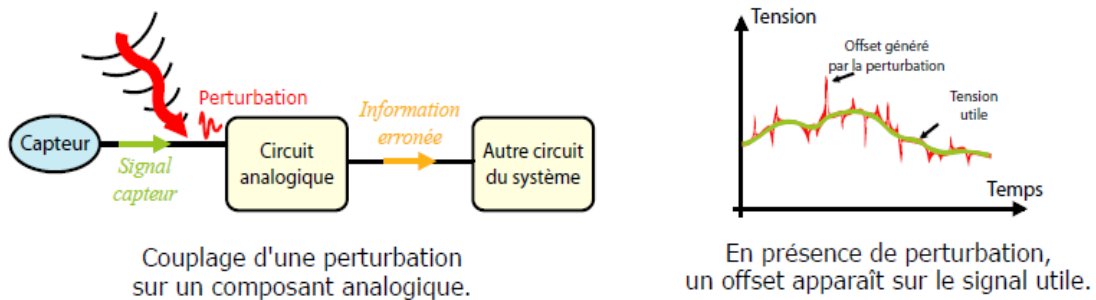 Perturbation
Capteur
Signal
capteur
Circuit
analogique
Information
erronée
Autre circuit
du système
Couplage d'une perturbation
sur un composant analogique.
Tension
Offset généré
par la perturbation
Tension
utile
Temps
En présence de perturbation,
un offset apparaît sur le signal utile.